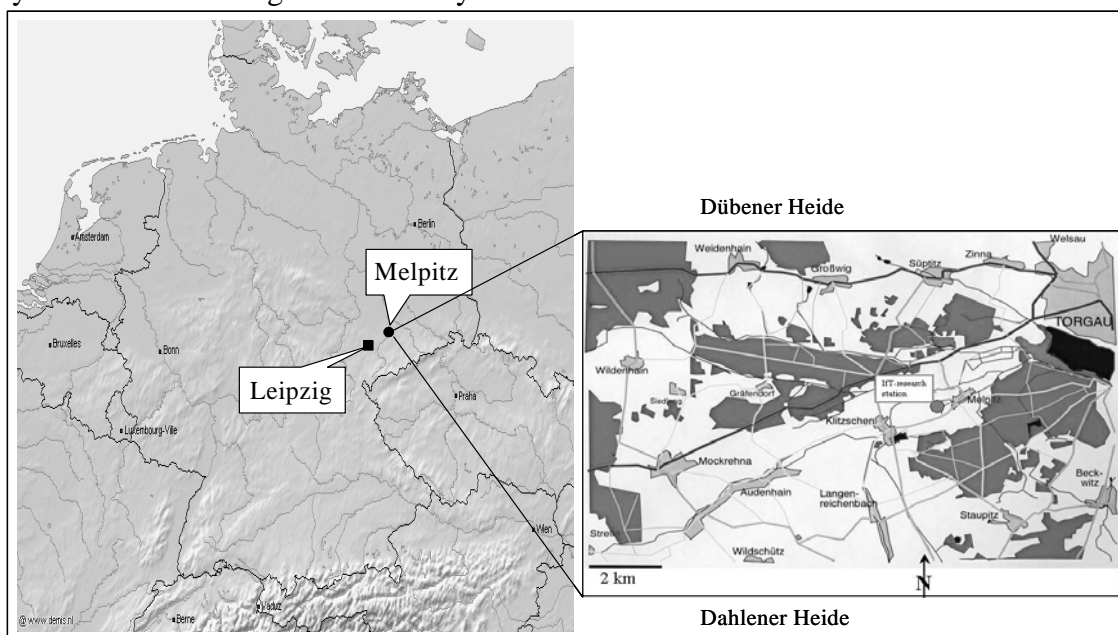 Berlin
Amsterdam
Melpitz
Bruxelles
Bonn
Leipzig
Praha
Luxembourg-Ville
Wien
Vaduz
Berne
@ www.demis.nl
Dübener Heide
Welsau
Weidenhain
Zinna
Süptitz
Großwig
TORGAU
Wildenhain
IfT-research
station
Gräfendorf
Melpitz
Klitzschen
Mockrehna
Beck-
witz
Audenhain
Langen-
reichenbach
Staupitz
Wildschütz
2 km
N
Dahlener Heide